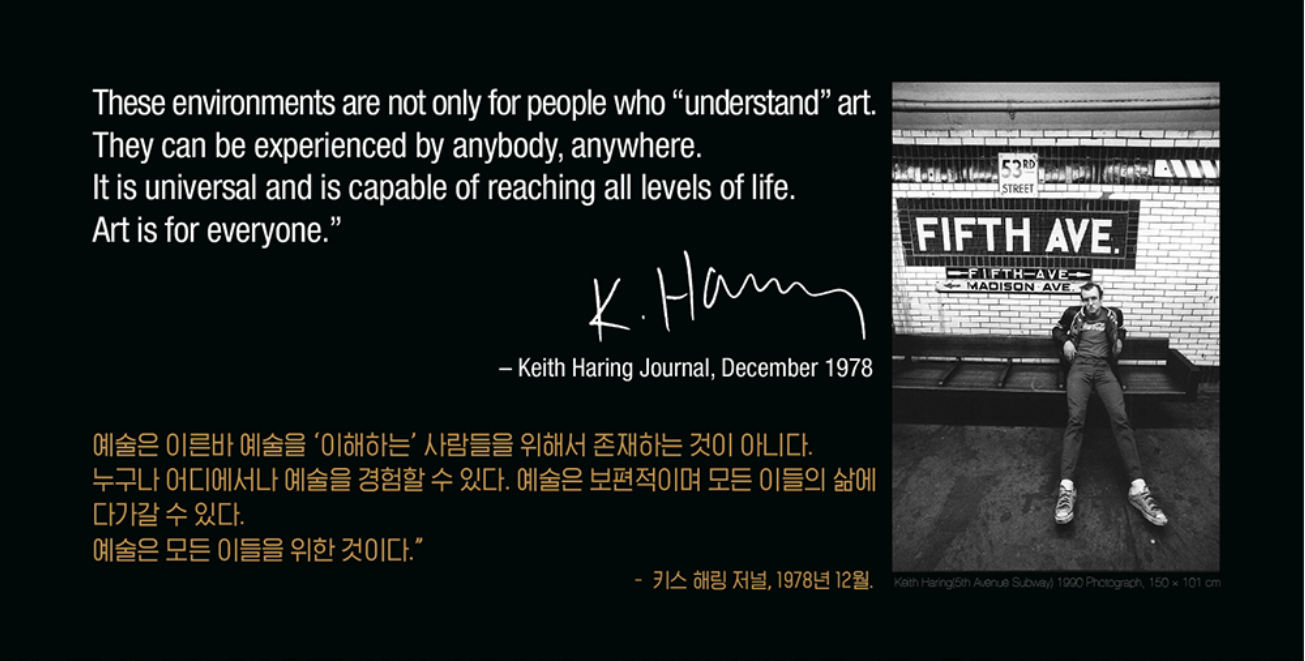 These environments are not only for people who “understand” art.
They can be experienced by anybody, anywhere.
It is universal and is capable of reaching all levels of life.
Art is for everyone.”
K. Haring
– Keith Haring Journal, December 1978
예술은 이른바 예술을 ‘이해하는’ 사람들을 위해서 존재하는 것이 아니다.
누구나 어디에서나 예술을 경험할 수 있다. 예술은 보편적이며 모든 이들의 삶에
다가갈 수 있다.
예술은 모든 이들을 위한 것이다.”
- 키스 해링 저널, 1978년 12월.
53RD
STREET
FIFTH AVE.
FIFTH–AVE
MADISON AVE.
Coca-Cola
Keith Haring(5th Avenue Subway) 1990 Photograph, 150 × 101 cm